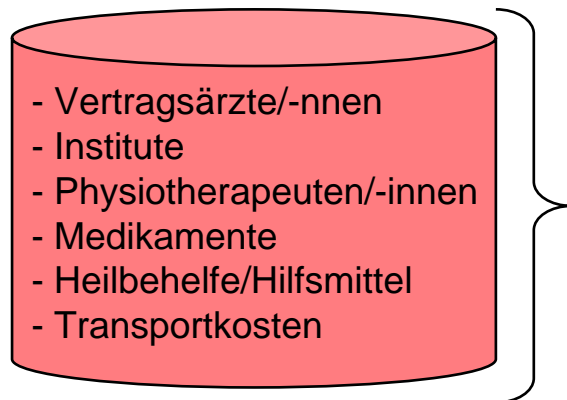 - Vertragsärzte/-nnen
- Institute
- Physiotherapeuten/-innen
- Medikamente
- Heilbehelfe/Hilfsmittel
- Transportkosten